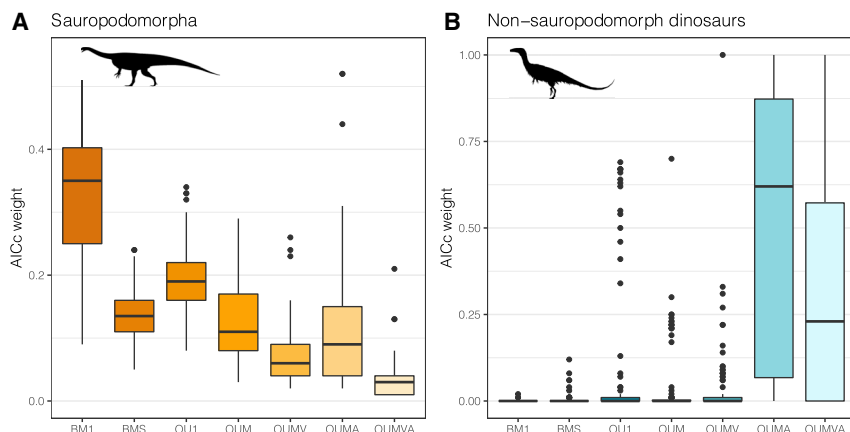 A Sauropodomorpha
AICc weight
0.4
0.2
0.0
BM1 BMS OU1 OUM OUMV OUMA OUMVA
B Non-sauropodomorph dinosaurs
AICc weight
1.00
0.75
0.50
0.25
0.00
BM1 BMS OU1 OUM OUMV OUMA OUMVA